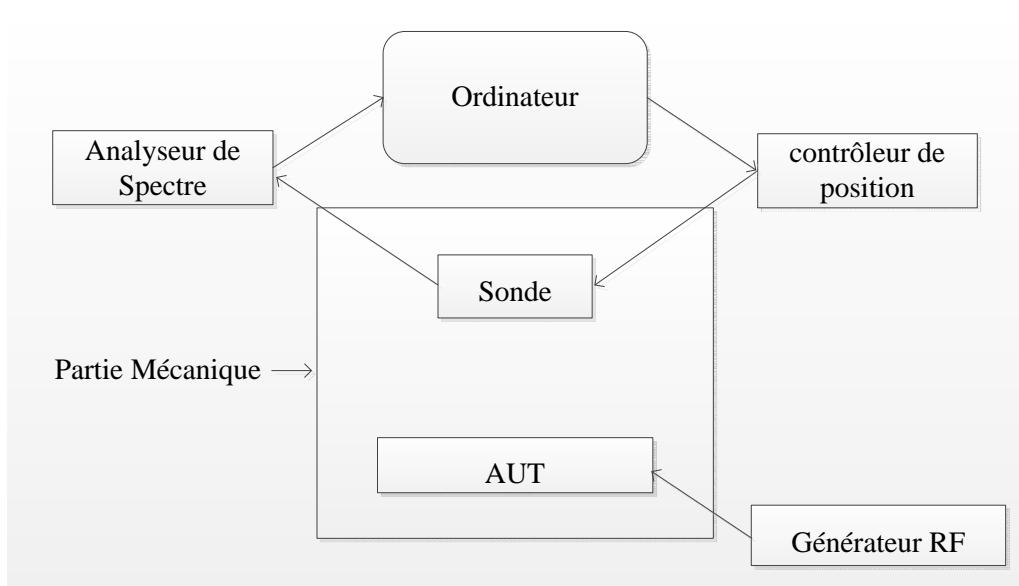 Ordinateur
Analyseur de
Spectre
contrôleur de
position
Sonde
Partie Mécanique
AUT
Générateur RF